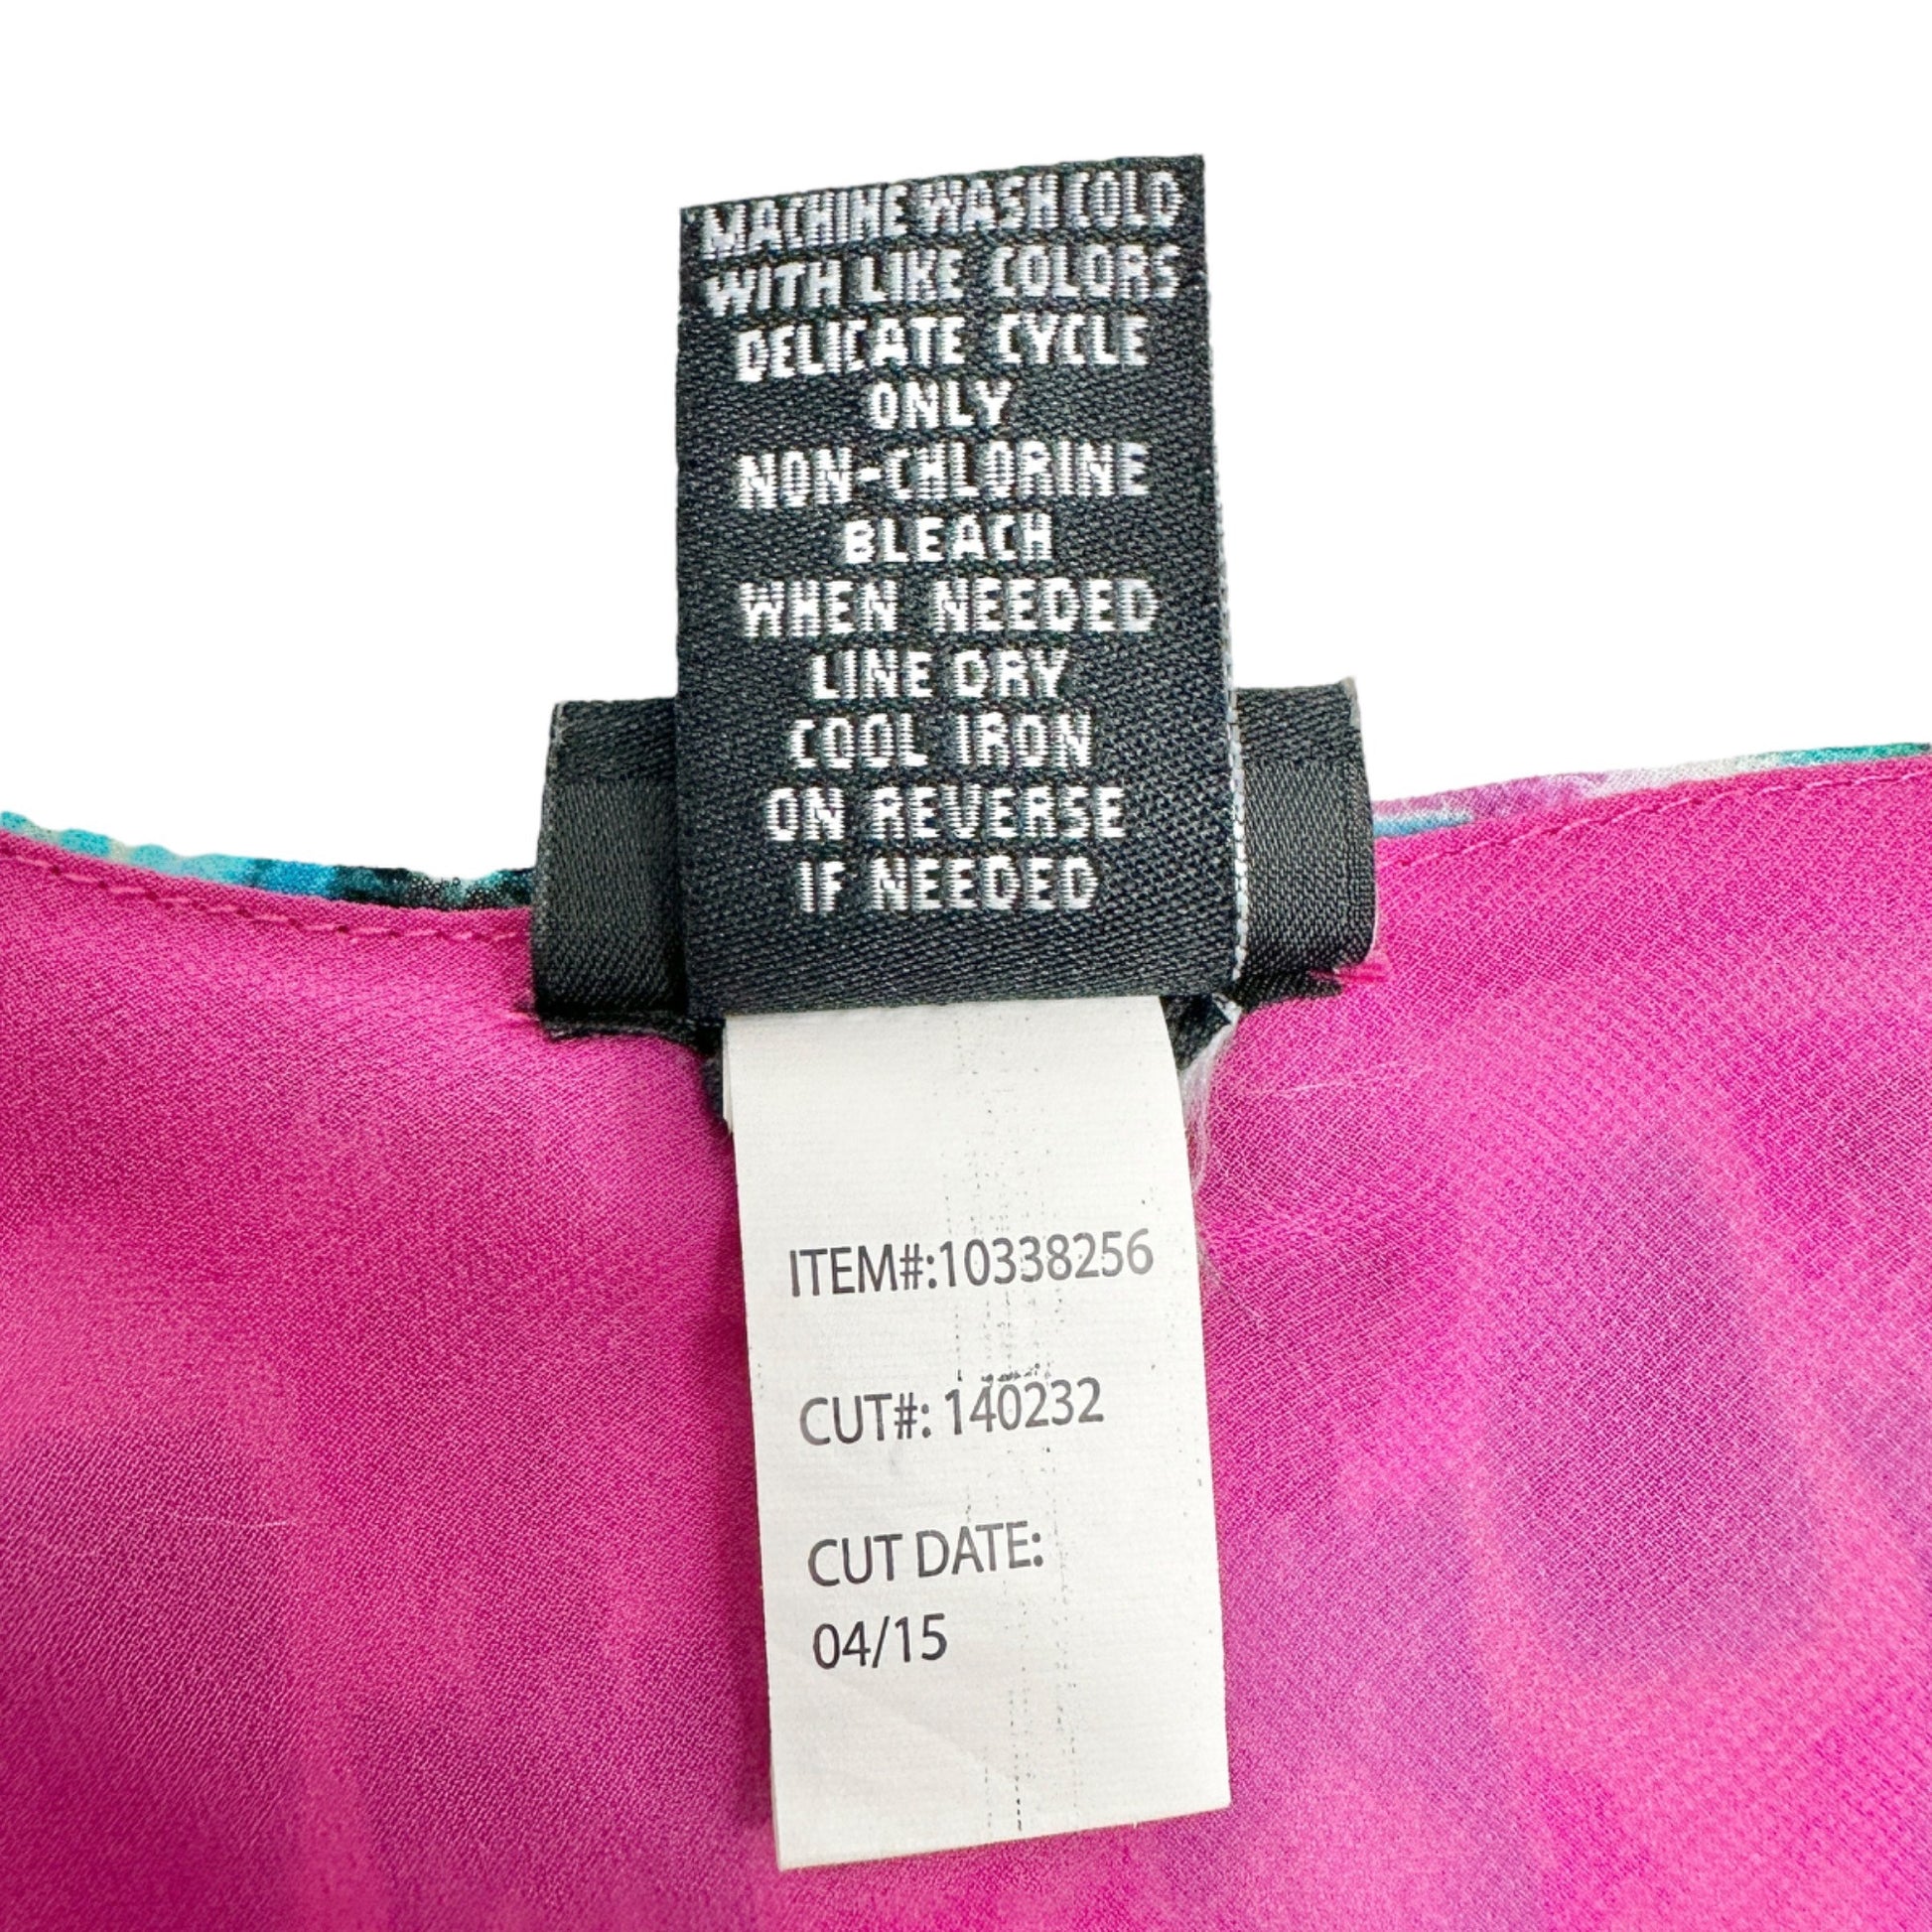 MACHINE WASH COLD
WITH LIKE COLORS
DELICATE CYCLE
ONLY
NON-CHLORINE
BLEACH
WHEN NEEDED
LINE DRY
COOL IRON
ON REVERSE
IF NEEDED
ITEM#:10338256
CUT#: 140232
CUT DATE:
04/15